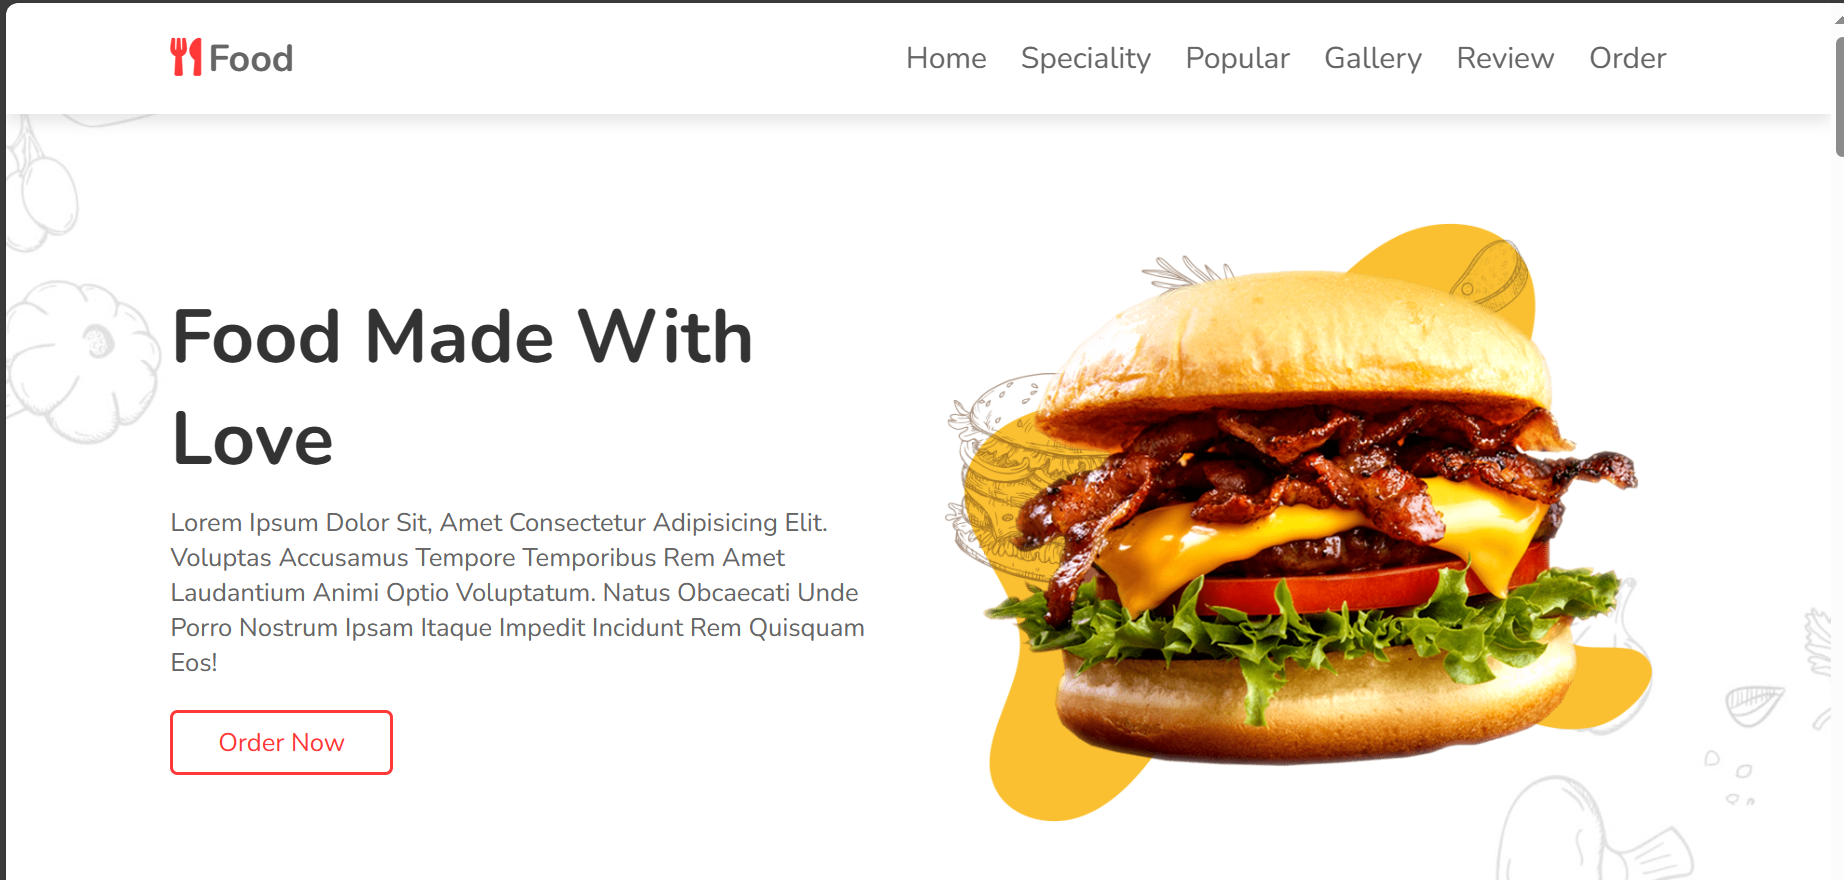 Food
Home Speciality Popular Gallery Review Order
Food Made With
Love
Lorem Ipsum Dolor Sit, Amet Consectetur Adipisicing Elit.
Voluptas Accusamus Tempore Temporibus Rem Amet
Laudantium Animi Optio Voluptatum. Natus Obcaecati Unde
Porro Nostrum Ipsam Itaque Impedit Incidunt Rem Quisquam
Eos!
Order Now